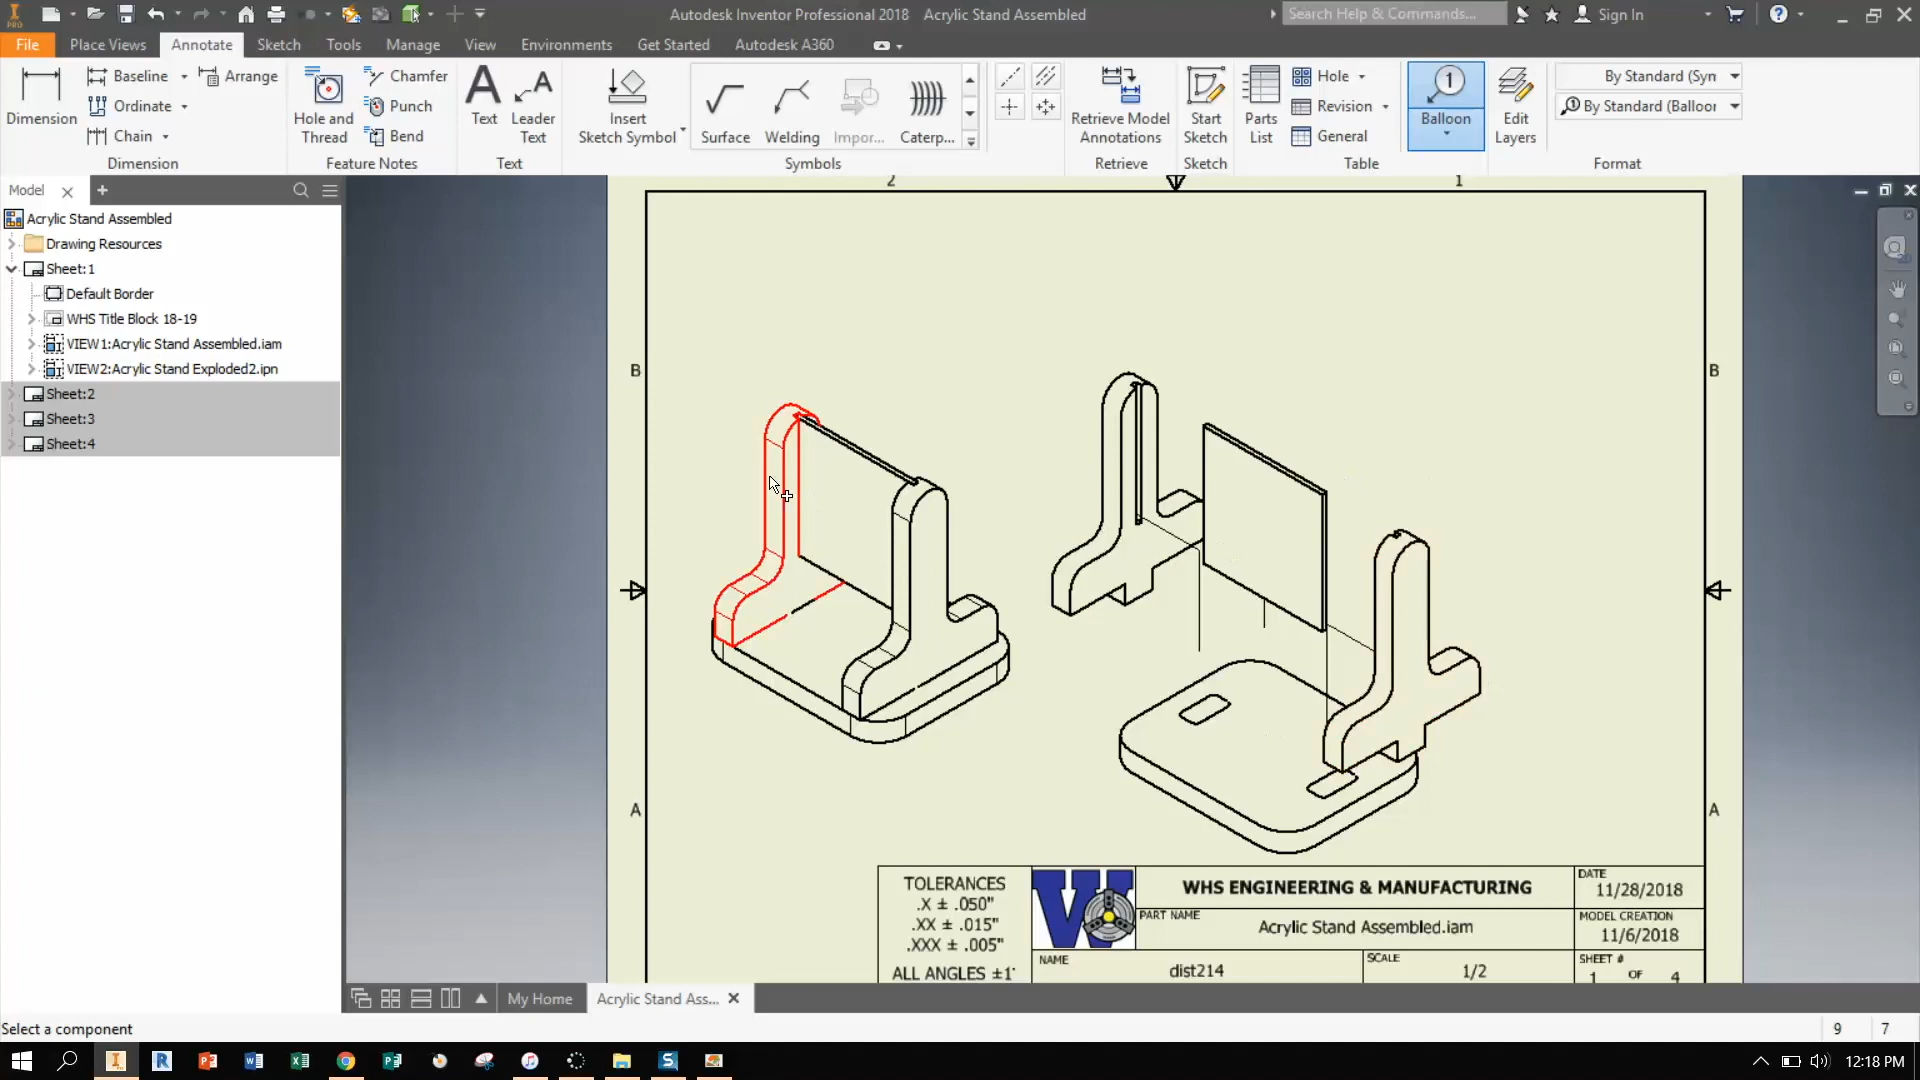 Autodesk Inventor Professional 2018 Acrylic Stand Assembled
Search Help & Commands...
Sign In
PRO
File
Place Views
Annotate
Sketch
Tools
Manage
View
Environments
Get Started
Autodesk A360
Dimension
Baseline
Arrange
Ordinate
Chain
Dimension
Hole and
Thread
Chamfer
Punch
Bend
Feature Notes
Text
Leader
Text
Text
Insert
Sketch Symbol
Surface
Welding
Impor...
Caterp...
Symbols
Retrieve Model
Annotations
Retrieve
Start
Sketch
Sketch
Parts
List
Hole
Revision
General
Table
Balloon
Edit
Layers
By Standard (Syn
By Standard (Balloor
Format
Model
Acrylic Stand Assembled
Drawing Resources
Sheet:1
Default Border
WHS Title Block 18-19
VIEW1:Acrylic Stand Assembled.iam
VIEW2:Acrylic Stand Exploded2.ipn
Sheet:2
Sheet:3
Sheet:4
2
1
B
B
A
A
TOLERANCES
.X ± .050"
.XX ± .015"
.XXX ± .005"
ALL ANGLES ±1°
W
WHS ENGINEERING & MANUFACTURING
PART NAME
Acrylic Stand Assembled.iam
NAME
dist214
SCALE
1/2
DATE
11/28/2018
MODEL CREATION
11/6/2018
SHEET #
1 OF 4
My Home
Acrylic Stand Ass...
Select a component
9
7
12:18 PM